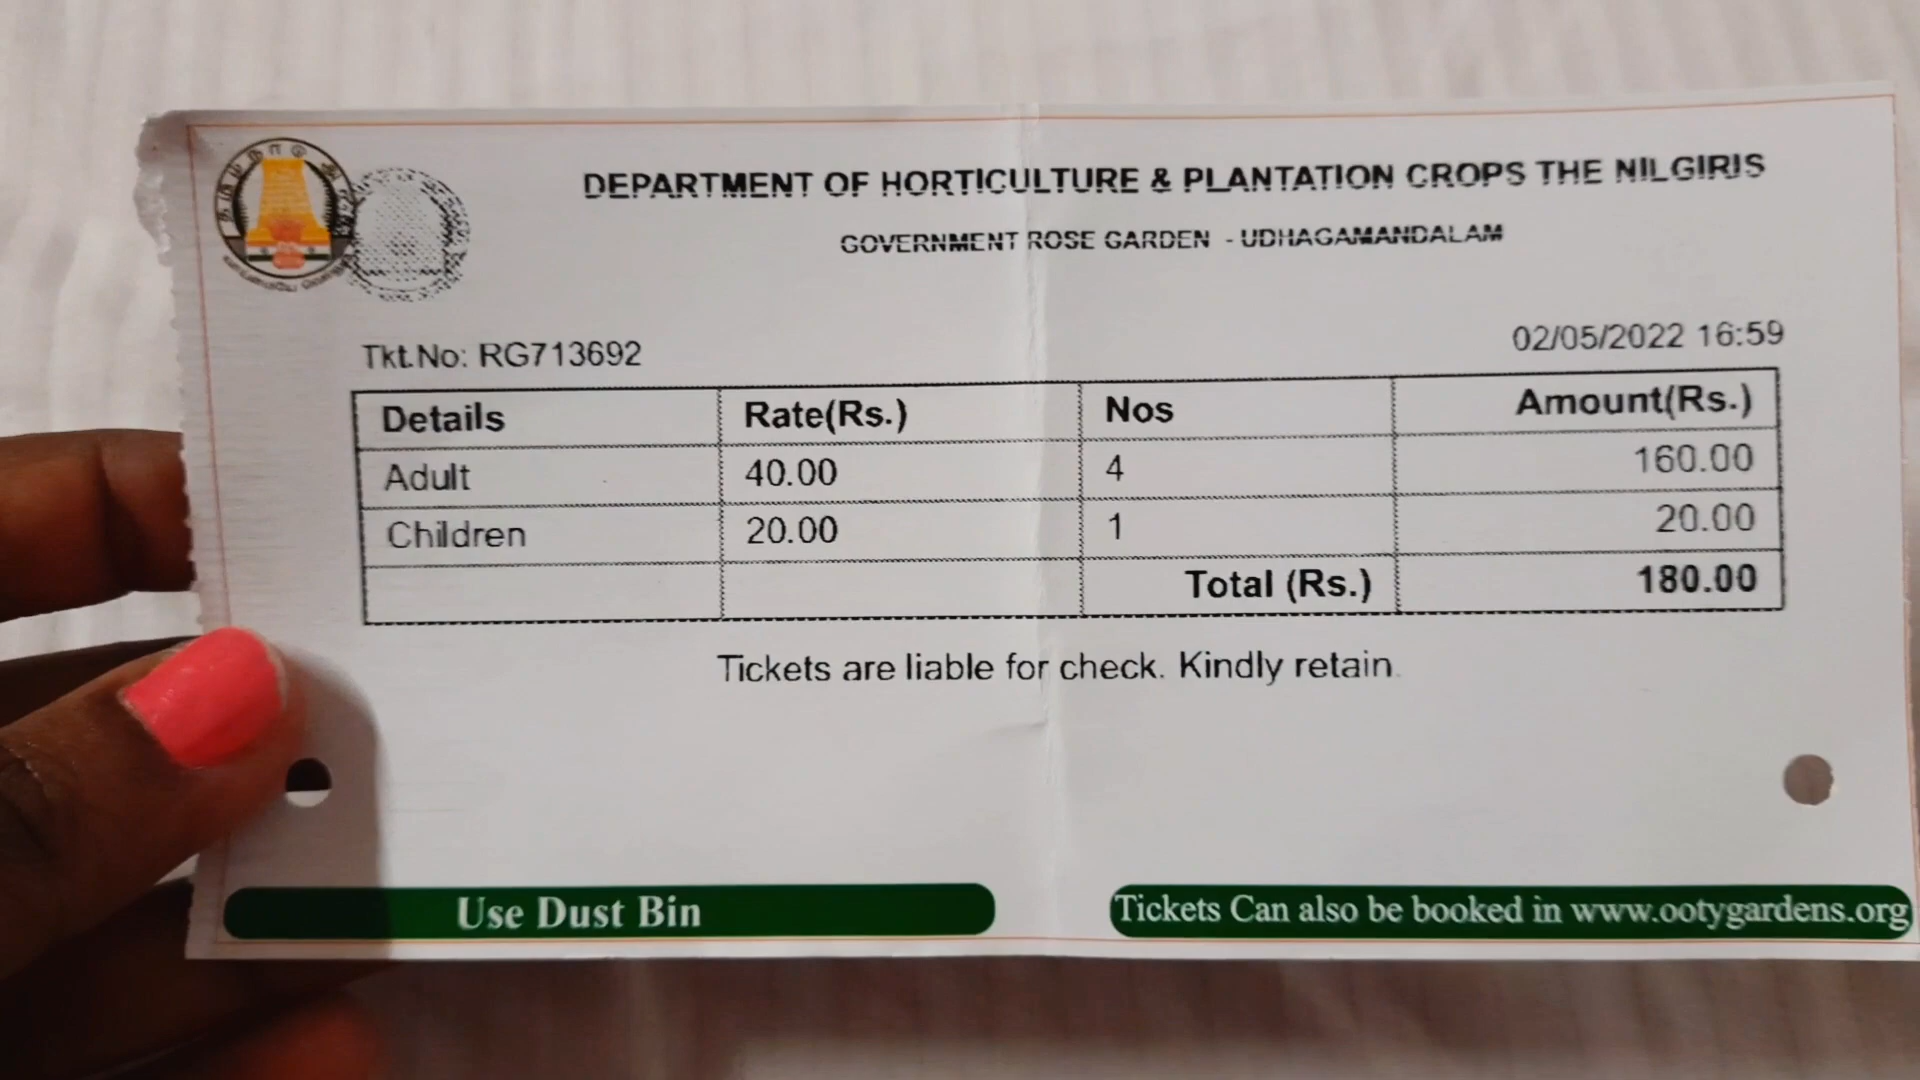 தமிழ்நாடு
DEPARTMENT OF HORTICULTURE & PLANTATION CROPS THE NILGIRIS
GOVERNMENT ROSE GARDEN - UDHAGAMANDALAM
Tkt.No: RG713692
02/05/2022 16:59
Details Rate(Rs.) Nos Amount(Rs.)
Adult 40.00 4 160.00
Children 20.00 1 20.00
Total (Rs.) 180.00
Tickets are liable for check. Kindly retain.
Use Dust Bin
Tickets Can also be booked in www.ootygardens.org